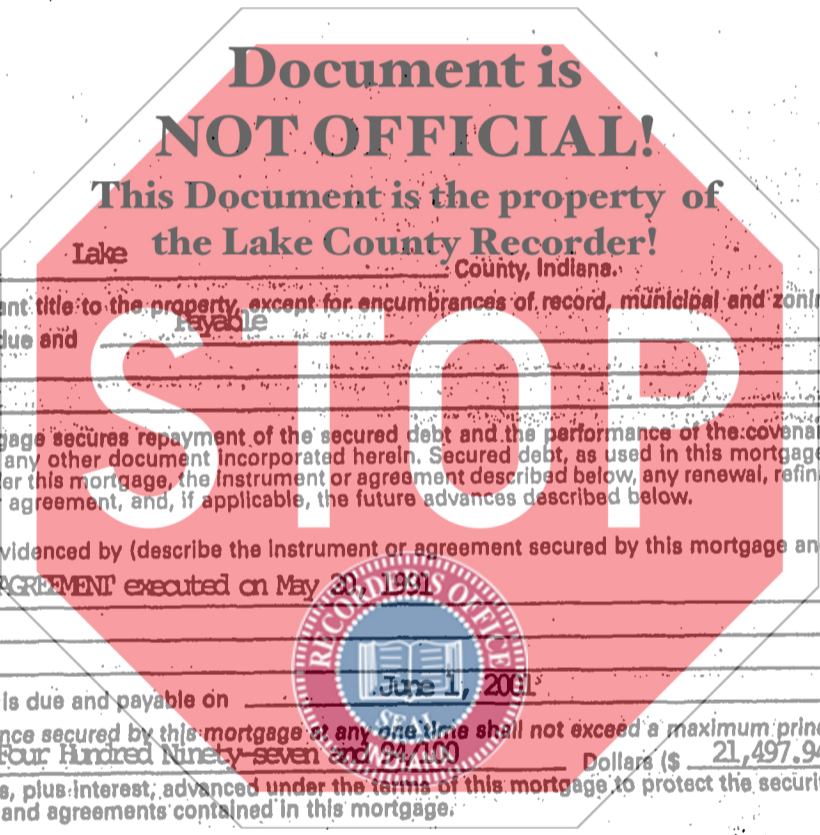 Document is
NOT OFFICIAL!
This Document is the property of
the Lake County Recorder!
Lake County, Indiana.
ant title to the property, except for encumbrances of record, municipal and zonin
Payable
due and
STOP
gage secures repayment of the secured debt and the performance of the covenan
any other document incorporated herein. Secured debt, as used in this mortgage
er this mortgage, the instrument or agreement described below, any renewal, refin
agreement, and, if applicable, the future advances described below.
videnced by (describe the instrument or agreement secured by this mortgage an
AGREEMENT executed on May 30, 1991
RECORDER'S OFFICE
SEAL
INDIANA
June 1, 2001
is due and payable on
nce secured by this mortgage at any one time shall not exceed a maximum princ
Four Hundred Ninety-seven and 94/100 Dollars ($ 21,497.94
s, plus interest, advanced under the terms of this mortgage to protect the securit
and agreements contained in this mortgage.